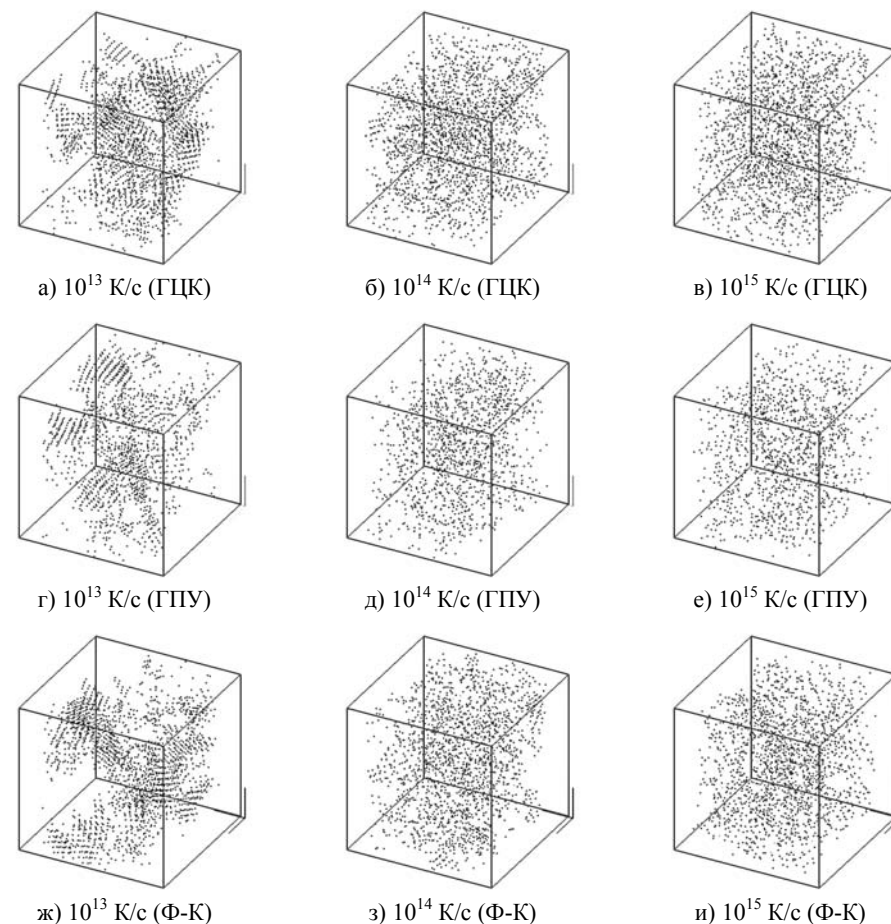 а) 10¹³ К/с (ГЦК)
б) 10¹⁴ К/с (ГЦК)
в) 10¹⁵ К/с (ГЦК)
г) 10¹³ К/с (ГПУ)
д) 10¹⁴ К/с (ГПУ)
е) 10¹⁵ К/с (ГПУ)
ж) 10¹³ К/с (Ф-К)
з) 10¹⁴ К/с (Ф-К)
и) 10¹⁵ К/с (Ф-К)